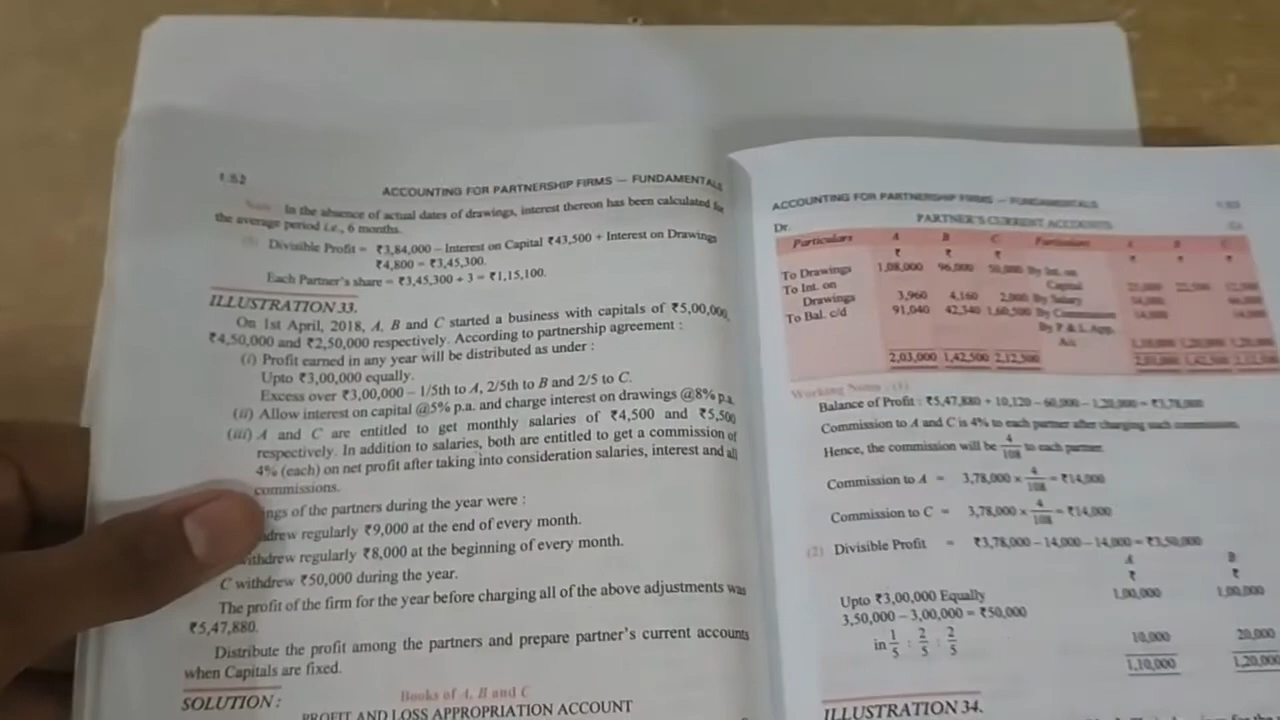 1.52
ACCOUNTING FOR PARTNERSHIP FIRMS — FUNDAMENTALS
In the absence of actual dates of drawings, interest thereon has been calculated for
the average period i.e., 6 months.
Divisible Profit = ₹3,84,000 – Interest on Capital ₹43,500 + Interest on Drawings
₹4,800 = ₹3,45,300.
Each Partner's share = ₹3,45,300 ÷ 3 = ₹1,15,100.
ILLUSTRATION 33.
On 1st April, 2018, A, B and C started a business with capitals of ₹5,00,000,
₹4,50,000 and ₹2,50,000 respectively. According to partnership agreement :
(i) Profit earned in any year will be distributed as under :
Upto ₹3,00,000 equally.
Excess over ₹3,00,000 – 1/5th to A, 2/5th to B and 2/5 to C.
(ii) Allow interest on capital @5% p.a. and charge interest on drawings @8% p.a.
(iii) A and C are entitled to get monthly salaries of ₹4,500 and ₹5,500
respectively. In addition to salaries, both are entitled to get a commission of
4% (each) on net profit after taking into consideration salaries, interest and all
commissions.
ings of the partners during the year were :
drew regularly ₹9,000 at the end of every month.
ithdrew regularly ₹8,000 at the beginning of every month.
C withdrew ₹50,000 during the year.
The profit of the firm for the year before charging all of the above adjustments was
₹5,47,880.
Distribute the profit among the partners and prepare partner's current accounts
when Capitals are fixed.
SOLUTION :
Books of A, B and C
PROFIT AND LOSS APPROPRIATION ACCOUNT
ACCOUNTING FOR PARTNERSHIP FIRMS — FUNDAMENTALS
PARTNER'S CURRENT ACCOUNTS
Dr.
Particulars A B C Particulars A B C
₹ ₹ ₹ ₹ ₹ ₹
To Drawings 1,08,000 96,000 50,000 By Int. on
To Int. on Capital
Drawings 3,960 4,160 2,000 By Salary
To Bal. c/d 91,040 42,340 1,60,500 By Commission
By P & L App.
A/c
2,03,000 1,42,500 2,12,500
Working Notes : (1)
Balance of Profit : ₹5,47,880 + 10,120 – 60,000 – 1,20,000 = ₹3,78,000
Commission to A and C is 4% to each partner after charging such commission.
Hence, the commission will be 4/108 to each partner.
Commission to A = 3,78,000 × 4/108 = ₹14,000
Commission to C = 3,78,000 × 4/108 = ₹14,000
(2) Divisible Profit = ₹3,78,000 – 14,000 – 14,000 = ₹3,50,000
A B
₹ ₹
Upto ₹3,00,000 Equally 1,00,000 1,00,000
3,50,000 – 3,00,000 = ₹50,000
in 1/5 : 2/5 : 2/5 10,000 20,000
1,10,000 1,20,000
ILLUSTRATION 34.